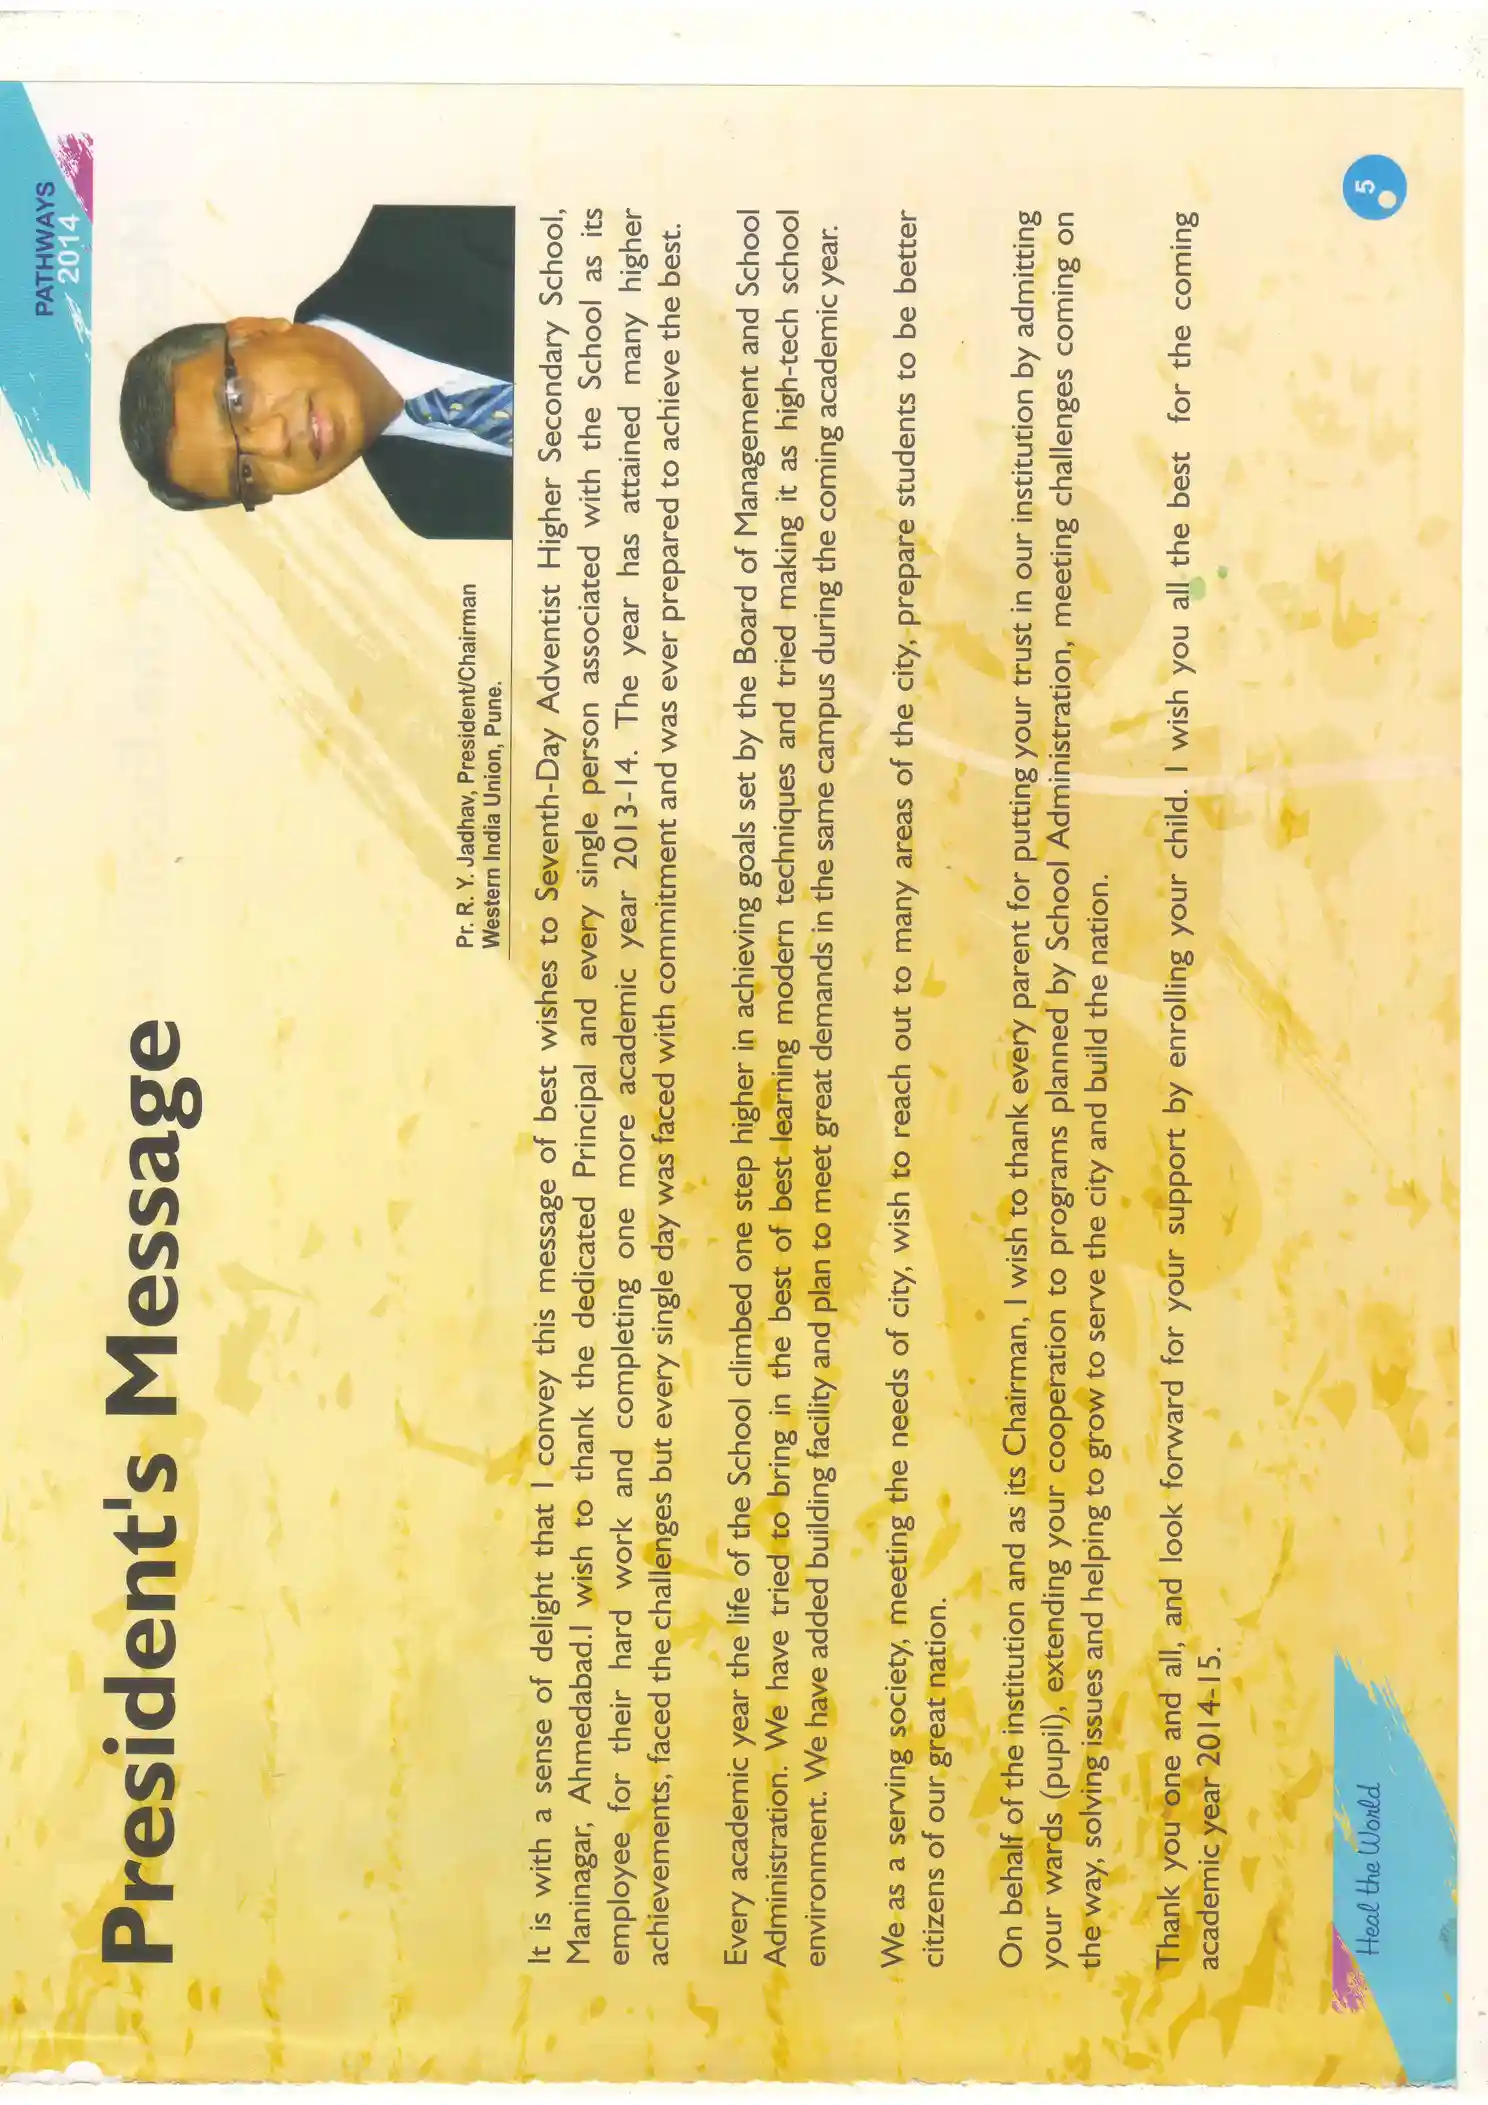 PATHWAYS
2014
President's Message
Pr. R. Y. Jadhav, President/Chairman
Western India Union, Pune.
It is with a sense of delight that I convey this message of best wishes to Seventh-Day Adventist Higher Secondary School,
Maninagar, Ahmedabad.I wish to thank the dedicated Principal and every single person associated with the School as its
employee for their hard work and completing one more academic year 2013-14. The year has attained many higher
achievements, faced the challenges but every single day was faced with commitment and was ever prepared to achieve the best.
Every academic year the life of the School climbed one step higher in achieving goals set by the Board of Management and School
Administration. We have tried to bring in the best of best learning modern techniques and tried making it as high-tech school
environment. We have added building facility and plan to meet great demands in the same campus during the coming academic year.
We as a serving society, meeting the needs of city, wish to reach out to many areas of the city, prepare students to be better
citizens of our great nation.
On behalf of the institution and as its Chairman, I wish to thank every parent for putting your trust in our institution by admitting
your wards (pupil), extending your cooperation to programs planned by School Administration, meeting challenges coming on
the way, solving issues and helping to grow to serve the city and build the nation.
Thank you one and all, and look forward for your support by enrolling your child. I wish you all the best for the coming
academic year 2014-15.
Heal the World
5